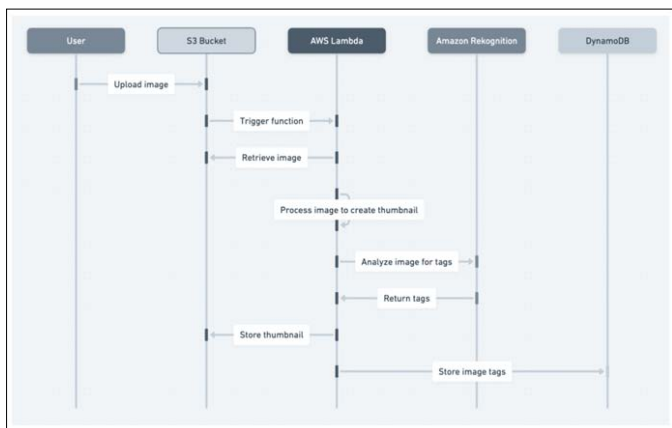 User
S3 Bucket
AWS Lambda
Amazon Rekognition
DynamoDB
Upload image
Trigger function
Retrieve image
Process image to create thumbnail
Analyze image for tags
Return tags
Store thumbnail
Store image tags